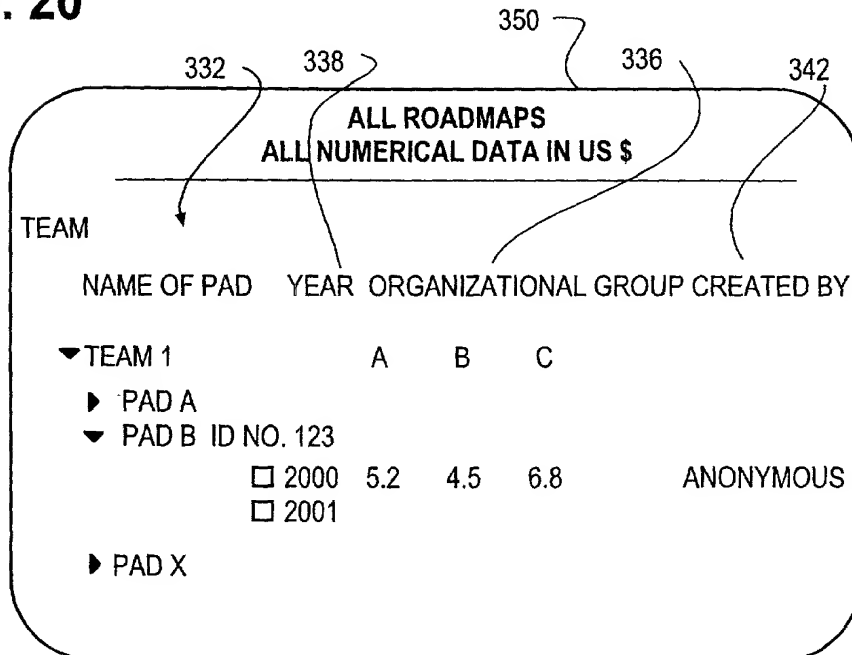 . 20
350
332 338 336 342
ALL ROADMAPS
ALL NUMERICAL DATA IN US $
TEAM
NAME OF PAD YEAR ORGANIZATIONAL GROUP CREATED BY
TEAM 1 A B C
PAD A
PAD B ID NO. 123
2000 5.2 4.5 6.8 ANONYMOUS
2001
PAD X